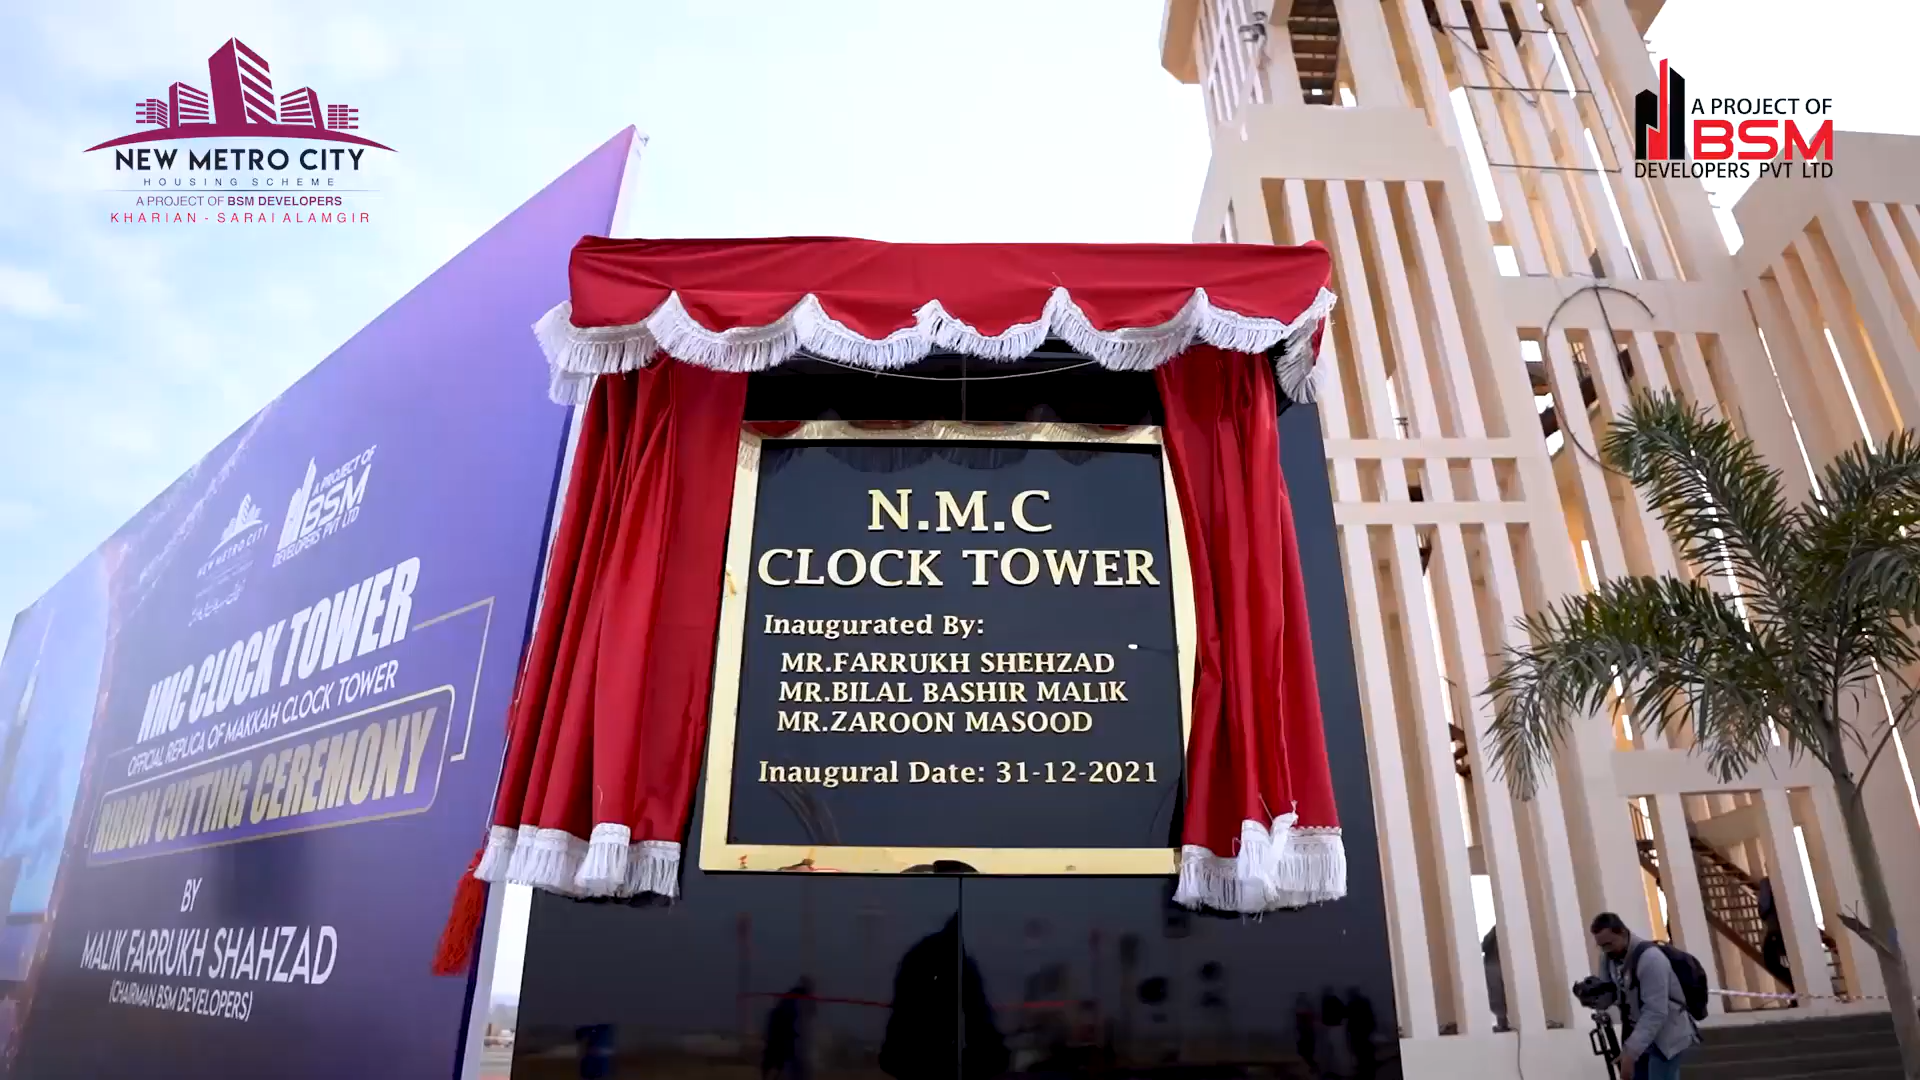 NEW METRO CITY
HOUSING SCHEME
A PROJECT OF BSM DEVELOPERS
KHARIAN - SARAI ALAMGIR
A PROJECT OF
BSM
DEVELOPERS PVT LTD
NEW METRO CITY
A PROJECT OF
BSM
DEVELOPERS PVT LTD
NMC CLOCK TOWER
OFFICIAL REPLICA OF MAKKAH CLOCK TOWER
RIBBON CUTTING CEREMONY
BY
MALIK FARRUKH SHAHZAD
(CHAIRMAN BSM DEVELOPERS)
N.M.C
CLOCK TOWER
Inaugurated By:
MR.FARRUKH SHEHZAD
MR.BILAL BASHIR MALIK
MR.ZAROON MASOOD
Inaugural Date: 31-12-2021